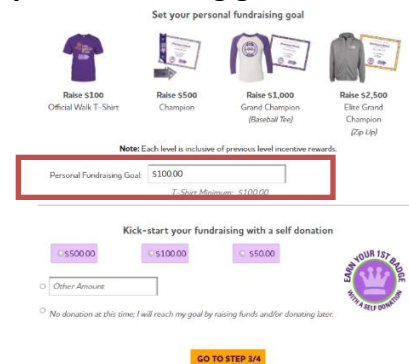 Set your personal fundraising goal
Raise $100
Official Walk T-Shirt
Raise $500
Champion
Raise $1,000
Grand Champion
(Baseball Tee)
Raise $2,500
Elite Grand
Champion
(Zip Up)
Note: Each level is inclusive of previous level incentive rewards.
Personal Fundraising Goal: $100.00
T-Shirt Minimum: $100.00
Kick-start your fundraising with a self donation
$500.00
$100.00
$50.00
Other Amount
No donation at this time; I will reach my goal by raising funds and/or donating later.
EARN YOUR 1ST BADGE
WITH A SELF DONATION
GO TO STEP 3/4